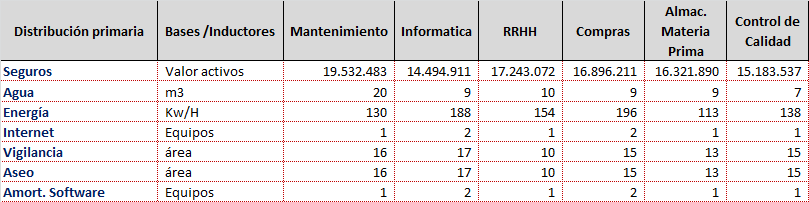 Distribución primaria Bases /Inductores Mantenimiento Informatica RRHH Compras Almac. Materia Prima Control de Calidad
Seguros Valor activos 19.532.483 14.494.911 17.243.072 16.896.211 16.321.890 15.183.537
Agua m3 20 9 10 9 9 7
Energía Kw/H 130 188 154 196 113 138
Internet Equipos 1 2 1 2 1 1
Vigilancia área 16 17 10 15 13 15
Aseo área 16 17 10 15 13 15
Amort. Software Equipos 1 2 1 2 1 1